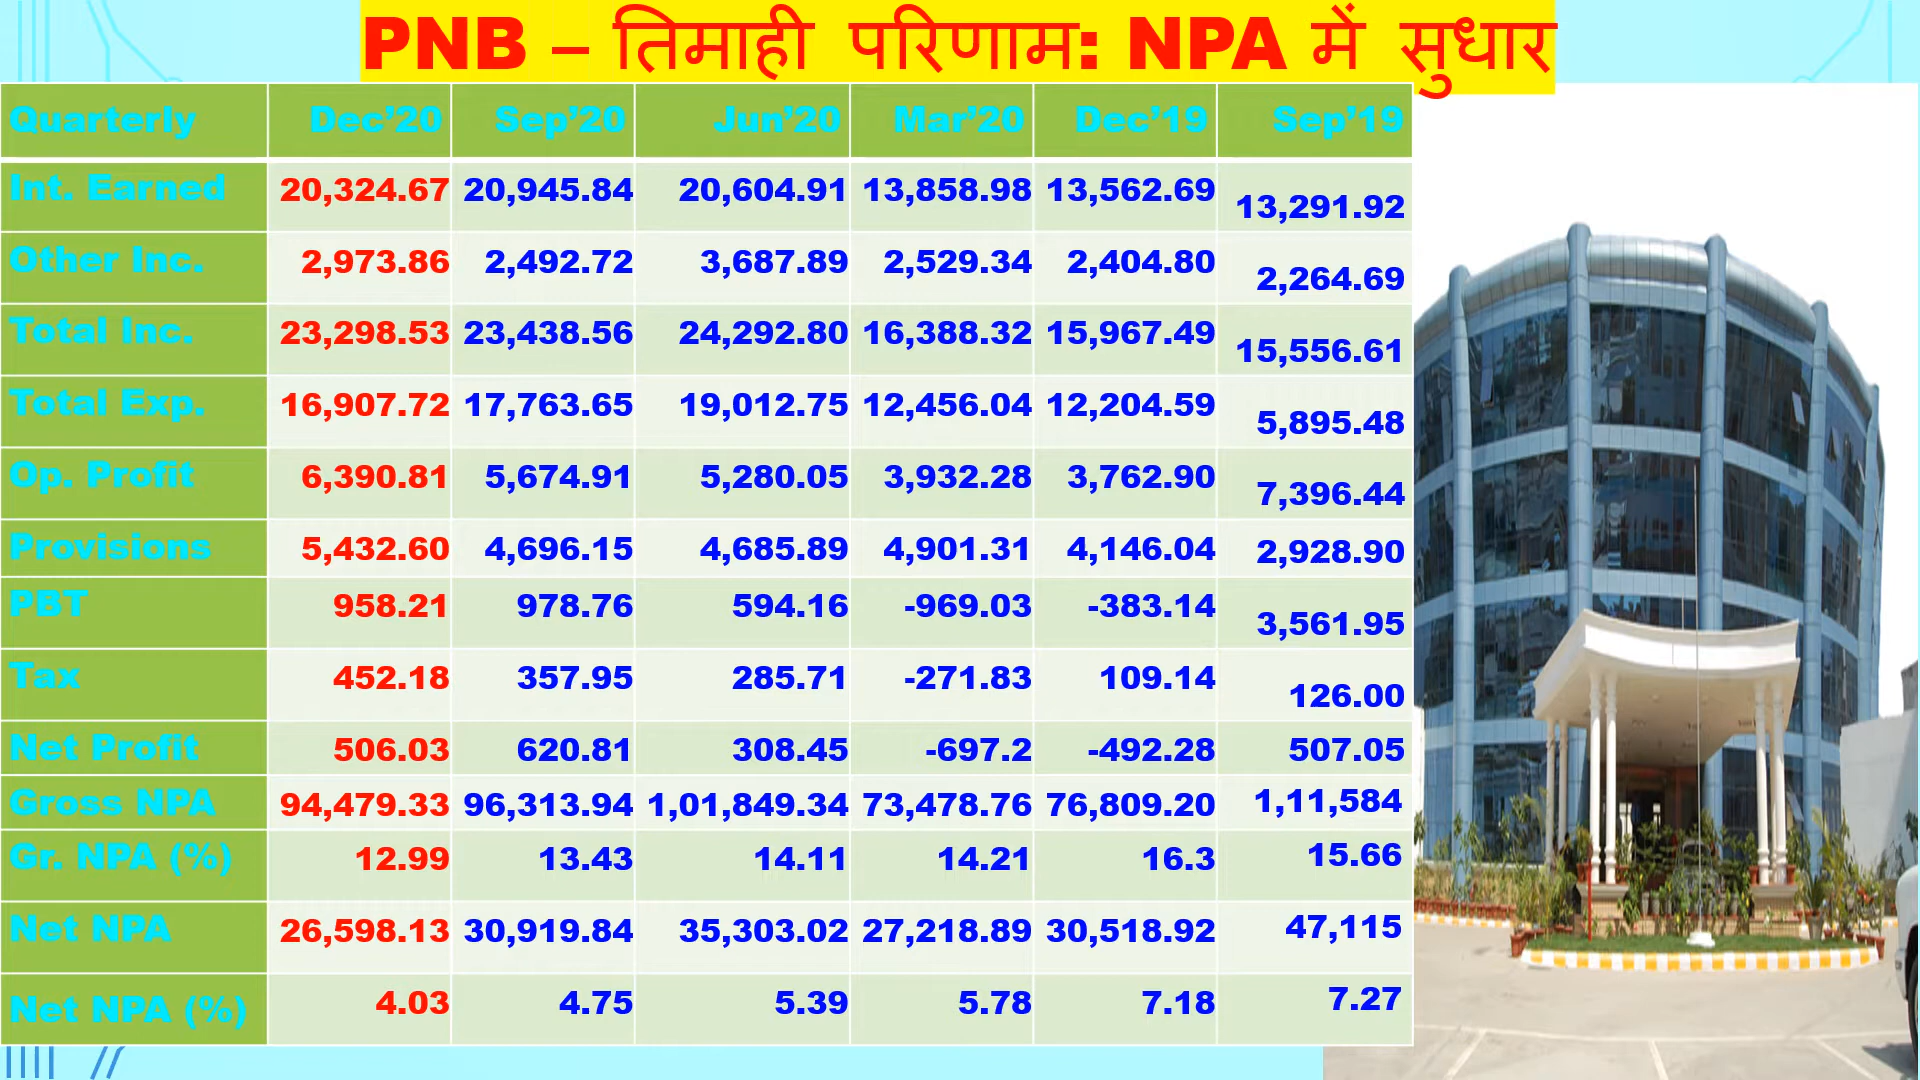 PNB – तिमाही परिणाम: NPA में सुधार
Quarterly Dec’20 Sep’20 Jun’20 Mar’20 Dec’19 Sep’19
Int. Earned 20,324.67 20,945.84 20,604.91 13,858.98 13,562.69 13,291.92
Other Inc. 2,973.86 2,492.72 3,687.89 2,529.34 2,404.80 2,264.69
Total Inc. 23,298.53 23,438.56 24,292.80 16,388.32 15,967.49 15,556.61
Total Exp. 16,907.72 17,763.65 19,012.75 12,456.04 12,204.59 5,895.48
Op. Profit 6,390.81 5,674.91 5,280.05 3,932.28 3,762.90 7,396.44
Provisions 5,432.60 4,696.15 4,685.89 4,901.31 4,146.04 2,928.90
PBT 958.21 978.76 594.16 -969.03 -383.14 3,561.95
Tax 452.18 357.95 285.71 -271.83 109.14 126.00
Net Profit 506.03 620.81 308.45 -697.2 -492.28 507.05
Gross NPA 94,479.33 96,313.94 1,01,849.34 73,478.76 76,809.20 1,11,584
Gr. NPA (%) 12.99 13.43 14.11 14.21 16.3 15.66
Net NPA 26,598.13 30,919.84 35,303.02 27,218.89 30,518.92 47,115
Net NPA (%) 4.03 4.75 5.39 5.78 7.18 7.27